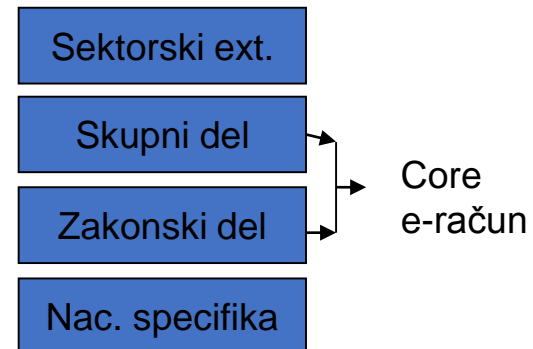 Sektorski ext.
Skupni del
Zakonski del
Nac. specifika
Core
e-račun